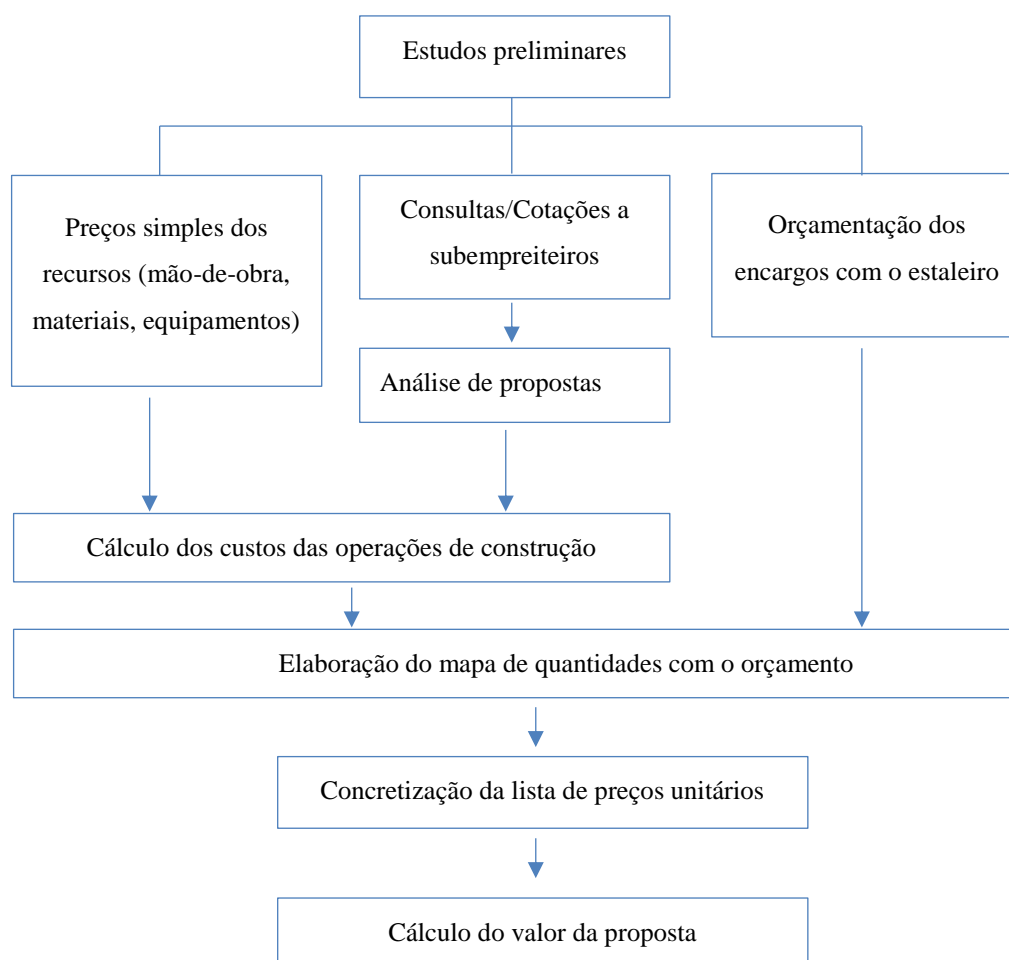 Estudos preliminares
Preços simples dos
recursos (mão-de-obra,
materiais, equipamentos)
Consultas/Cotações a
subempreiteiros
Orçamentação dos
encargos com o estaleiro
Análise de propostas
Cálculo dos custos das operações de construção
Elaboração do mapa de quantidades com o orçamento
Concretização da lista de preços unitários
Cálculo do valor da proposta